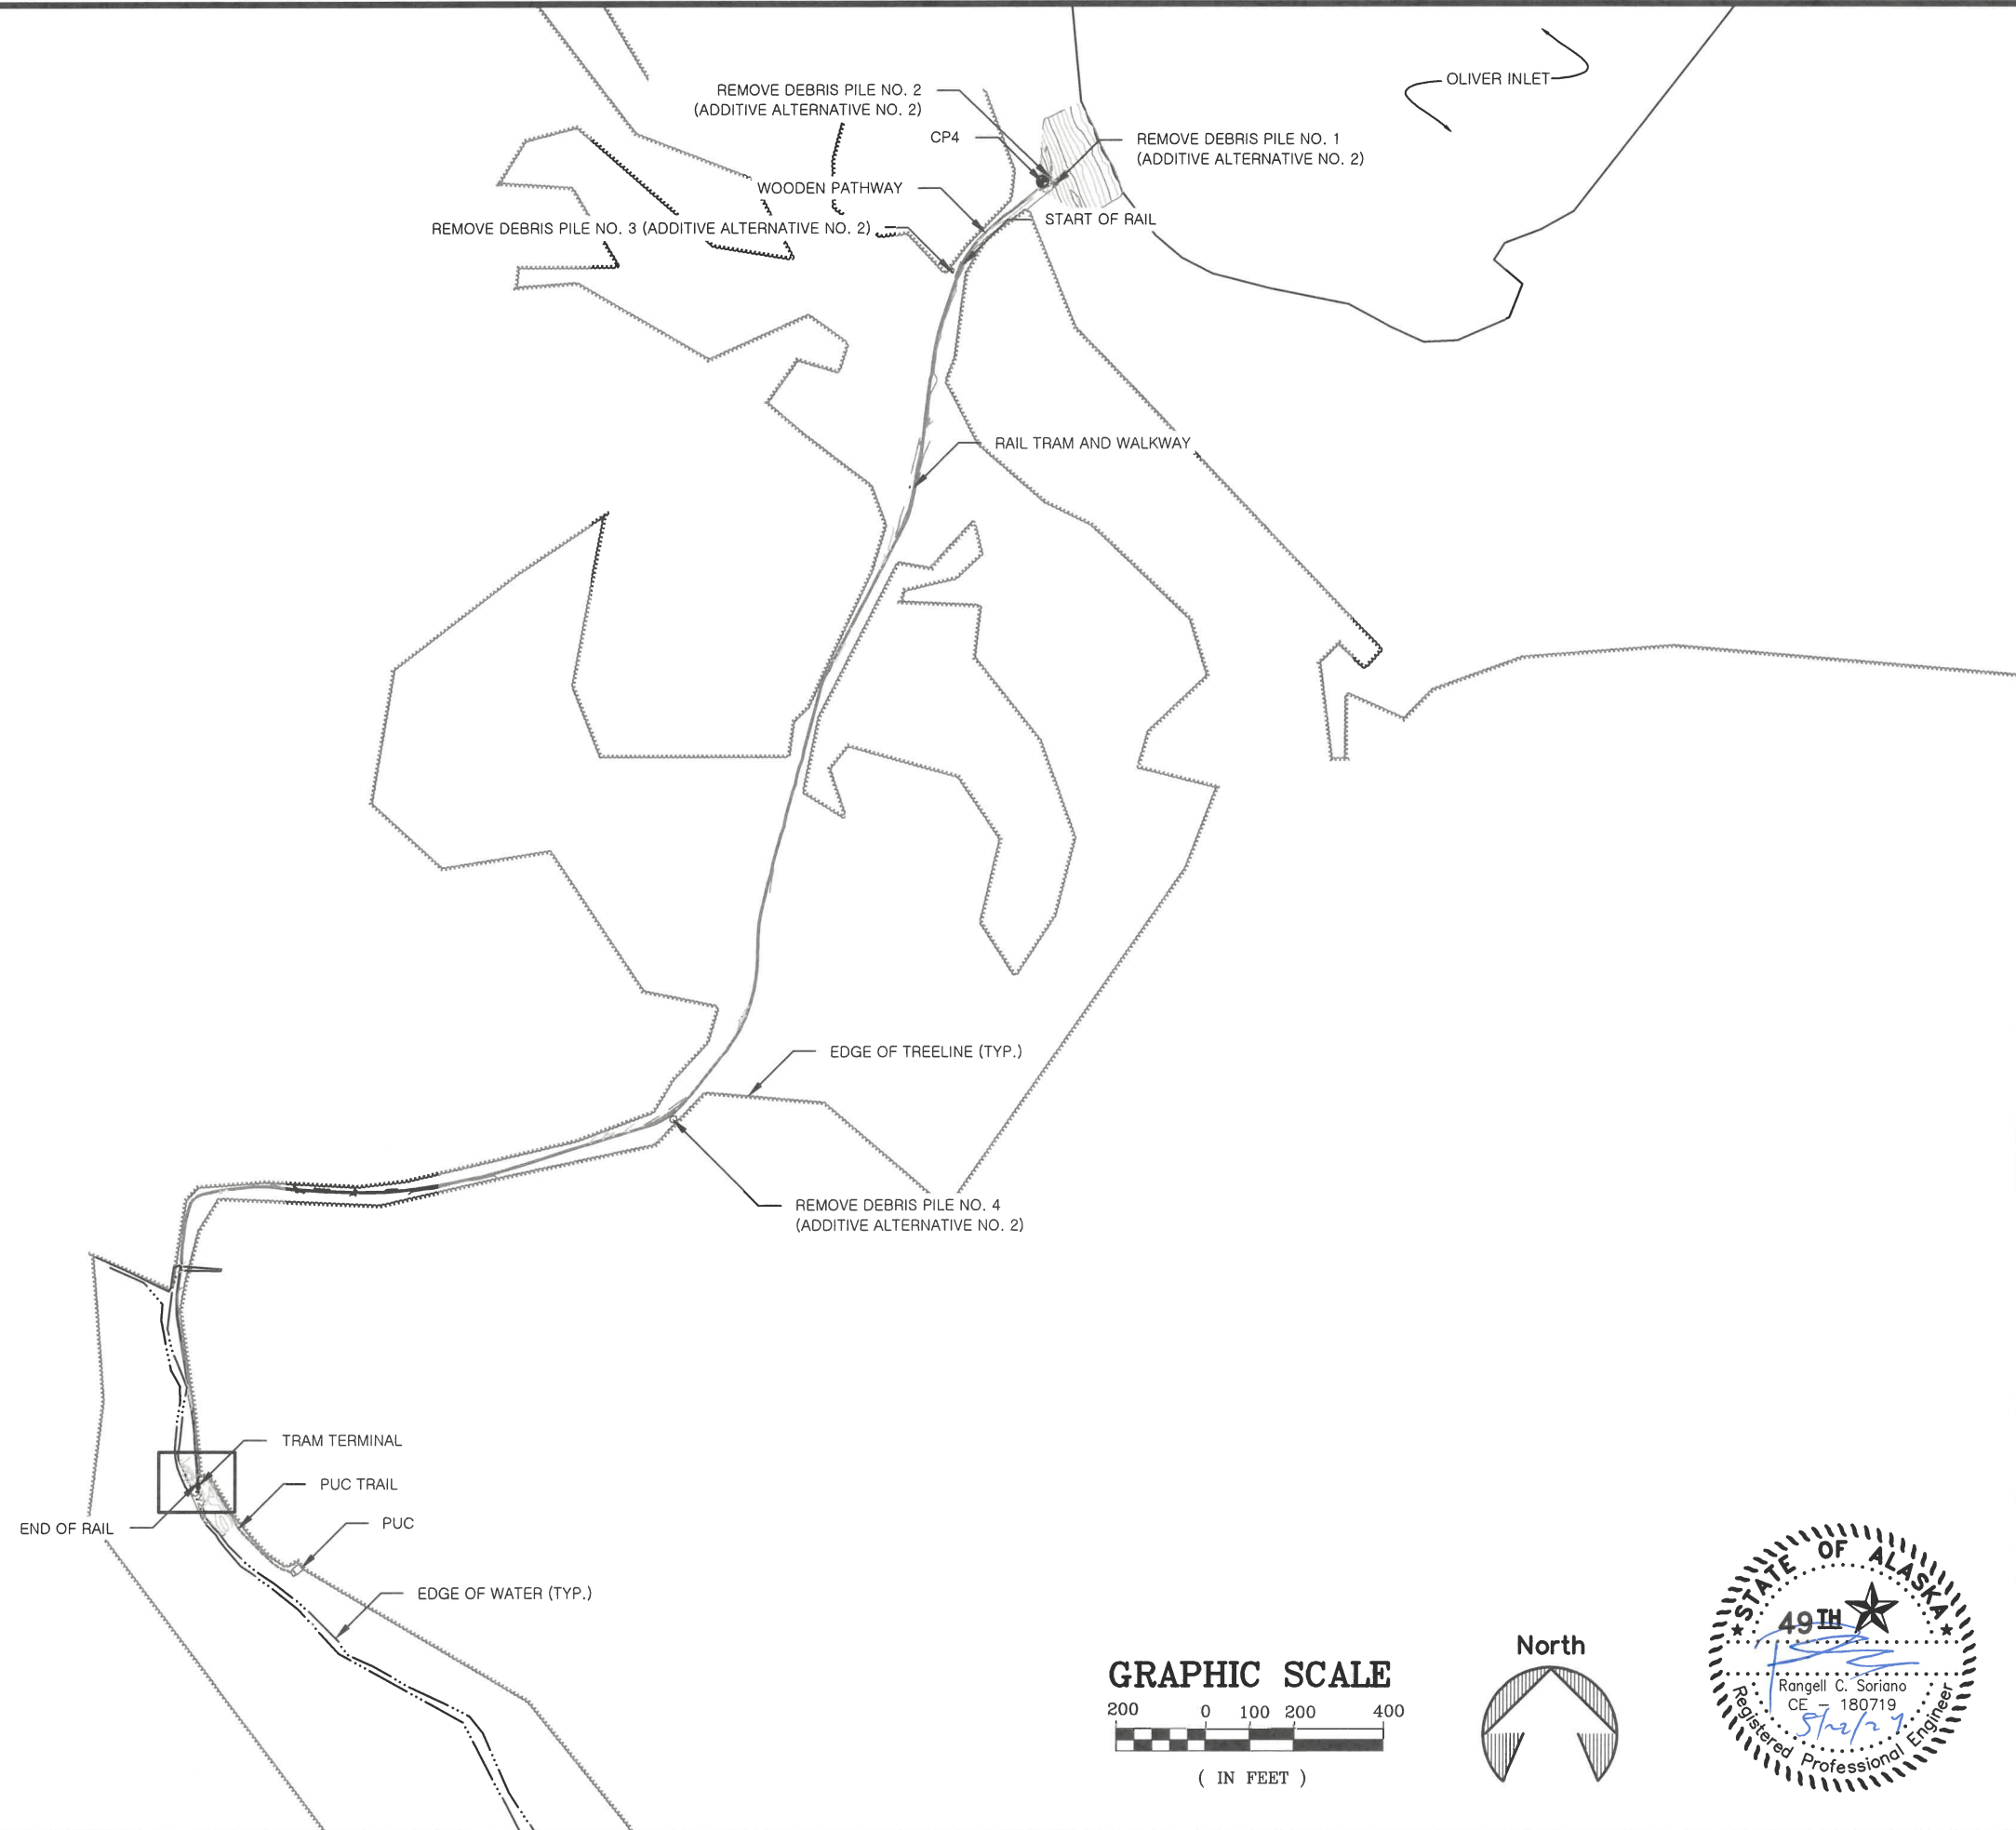 OLIVER INLET
REMOVE DEBRIS PILE NO. 2
(ADDITIVE ALTERNATIVE NO. 2)
CP4
REMOVE DEBRIS PILE NO. 1
(ADDITIVE ALTERNATIVE NO. 2)
WOODEN PATHWAY
START OF RAIL
REMOVE DEBRIS PILE NO. 3 (ADDITIVE ALTERNATIVE NO. 2)
RAIL TRAM AND WALKWAY
EDGE OF TREELINE (TYP.)
REMOVE DEBRIS PILE NO. 4
(ADDITIVE ALTERNATIVE NO. 2)
TRAM TERMINAL
PUC TRAIL
PUC
END OF RAIL
EDGE OF WATER (TYP.)
GRAPHIC SCALE
200 0 100 200 400
( IN FEET )
North
STATE OF ALASKA
49TH
Rangell C. Soriano
CE – 180719
Registered Professional Engineer